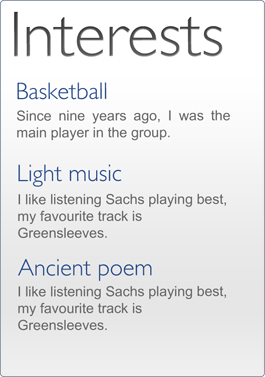 Interests
Basketball
Since nine years ago, I was the
main player in the group.
Light music
I like listening Sachs playing best,
my favourite track is
Greensleeves.
Ancient poem
I like listening Sachs playing best,
my favourite track is
Greensleeves.